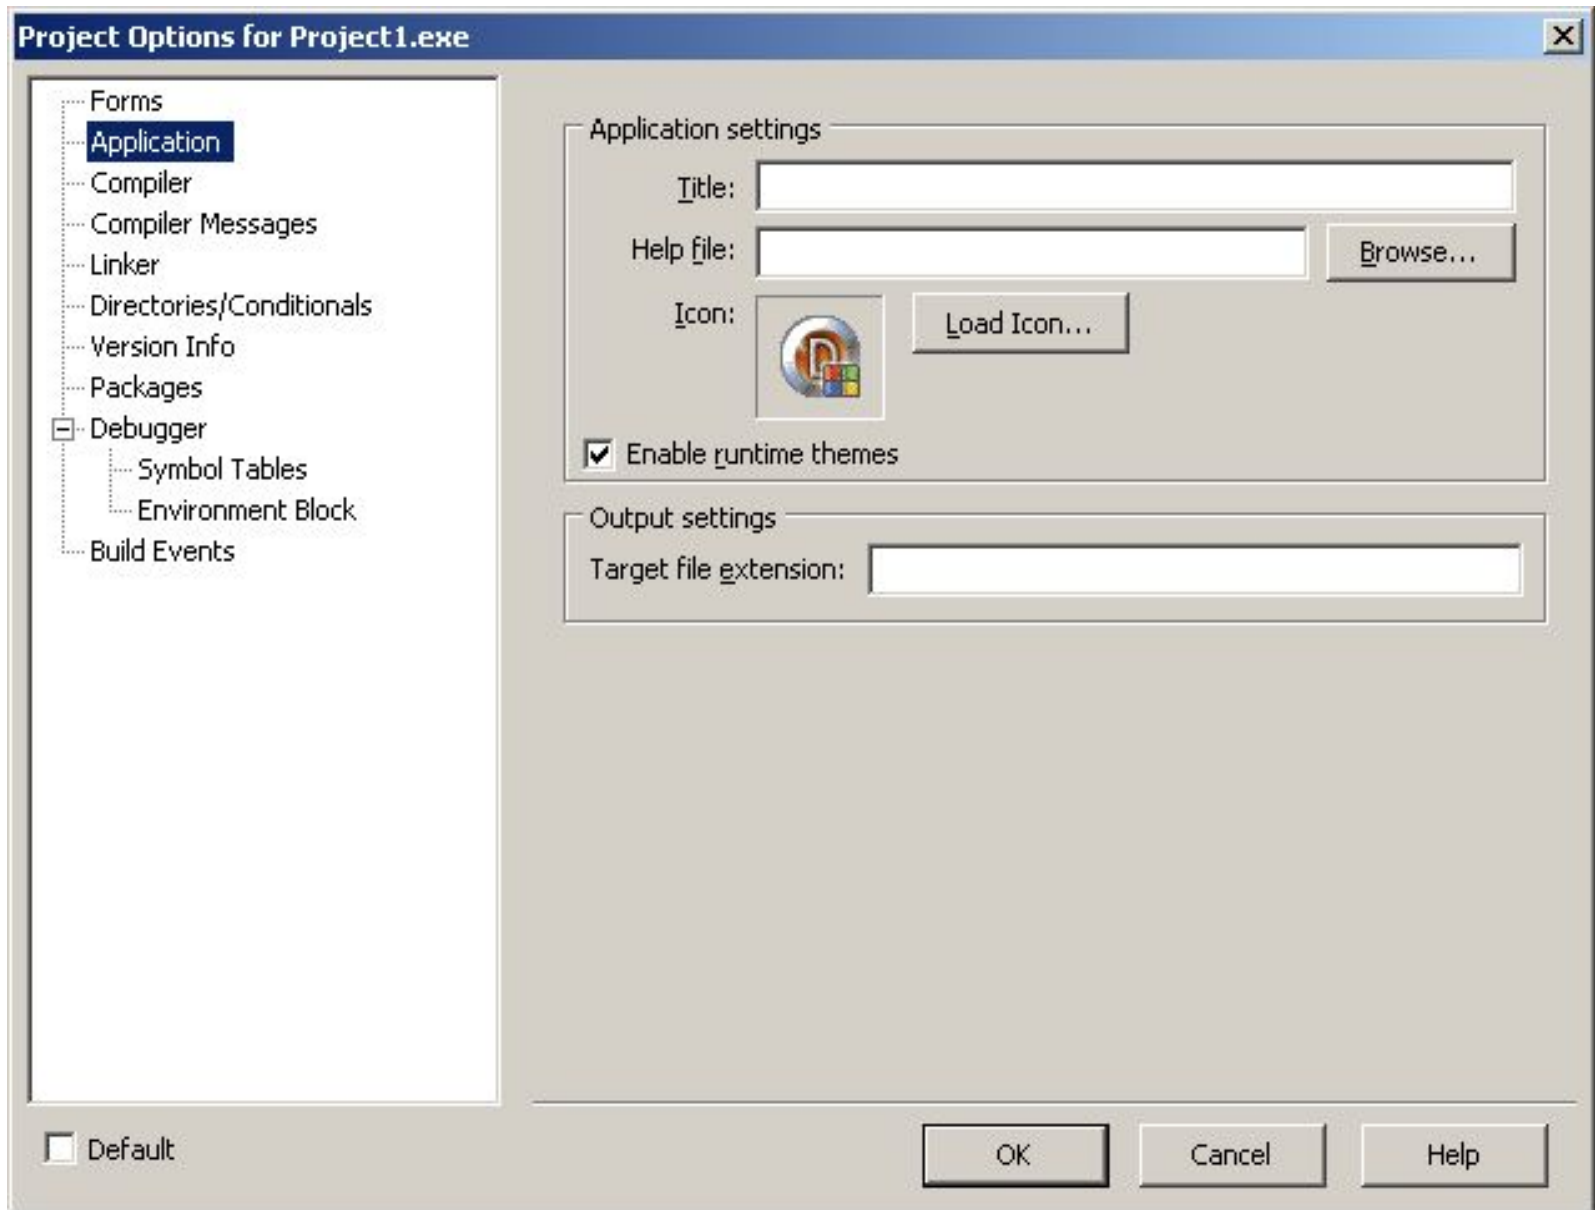 Project Options for Project1.exe
Forms
Application
Compiler
Compiler Messages
Linker
Directories/Conditionals
Version Info
Packages
Debugger
Symbol Tables
Environment Block
Build Events
Application settings
Title:
Help file:
Browse...
Icon:
D
Load Icon...
Enable runtime themes
Output settings
Target file extension:
Default
OK
Cancel
Help